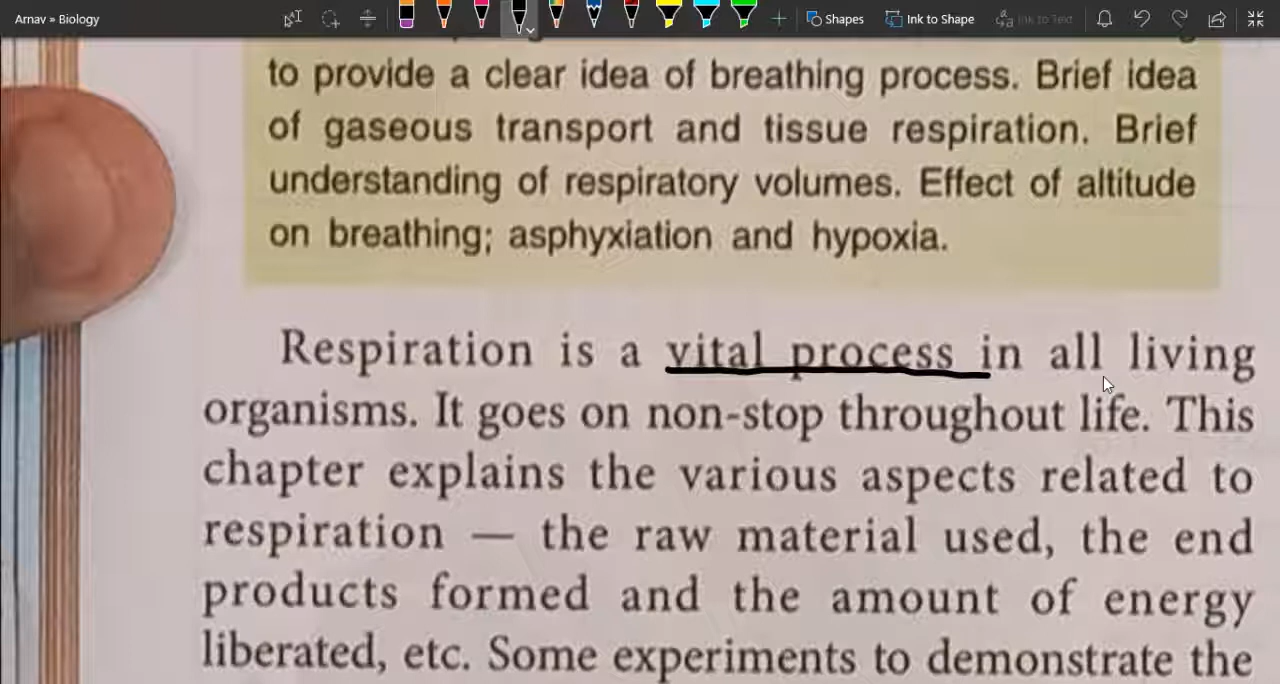 Arnav » Biology
Shapes
Ink to Shape
Ink to Text
to provide a clear idea of breathing process. Brief idea
of gaseous transport and tissue respiration. Brief
understanding of respiratory volumes. Effect of altitude
on breathing; asphyxiation and hypoxia.
Respiration is a vital process in all living
organisms. It goes on non-stop throughout life. This
chapter explains the various aspects related to
respiration — the raw material used, the end
products formed and the amount of energy
liberated, etc. Some experiments to demonstrate the